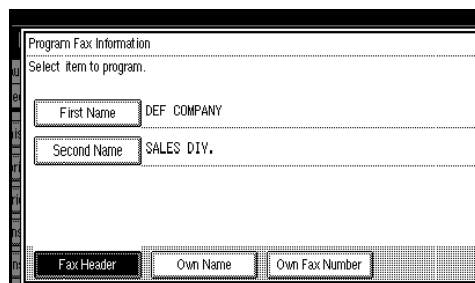 Program Fax Information
Select item to program.
First Name DEF COMPANY
Second Name SALES DIV.
Fax Header Own Name Own Fax Number